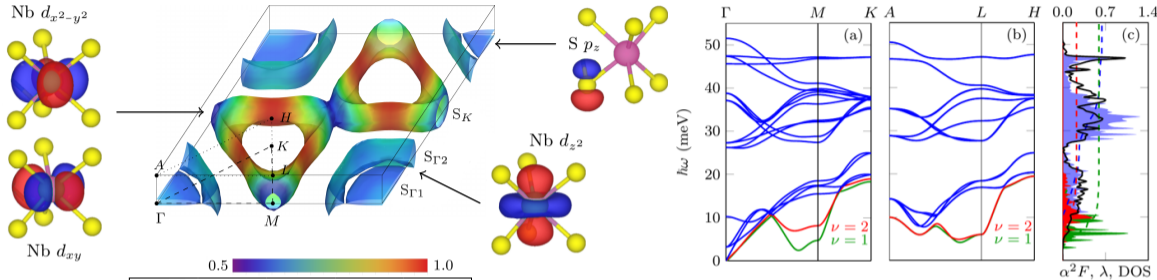 Nb d_{x²−y²}
Nb d_{xy}
A
Γ
H
K
L
M
S_K
S_{Γ2}
S_{Γ1}
0.5
1.0
S p_z
Nb d_{z²}
Γ M K
A L H
0.0 0.7 1.4
(a)
(b)
(c)
50
40
30
20
10
0
ħω (meV)
ν = 2
ν = 1
ν = 2
ν = 1
α²F, λ, DOS